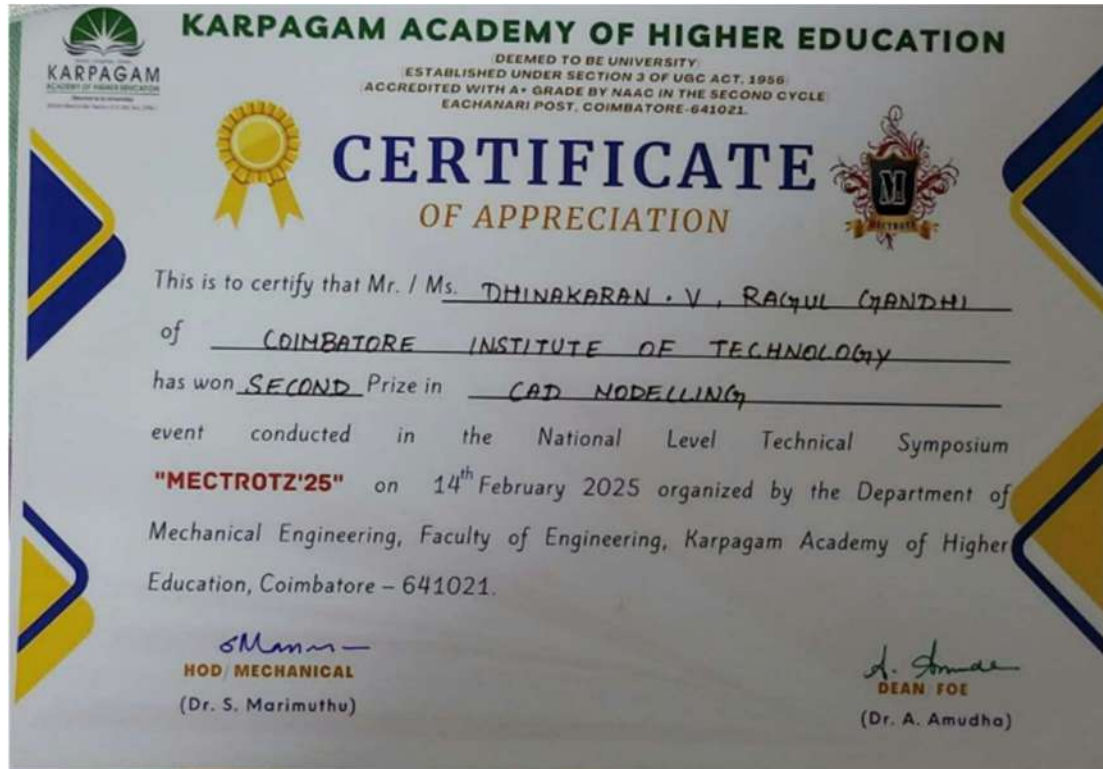 KARPAGAM ACADEMY OF HIGHER EDUCATION
(DEEMED TO BE UNIVERSITY)
(ESTABLISHED UNDER SECTION 3 OF UGC ACT, 1956)
(ACCREDITED WITH A+ GRADE BY NAAC IN THE SECOND CYCLE)
EACHANARI POST, COIMBATORE-641021.
KARPAGAM
ACADEMY OF HIGHER EDUCATION
CERTIFICATE
OF APPRECIATION
M
MECTROTZ
This is to certify that Mr. / Ms. DHINAKARAN . V , RAGUL GANDHI
of COIMBATORE INSTITUTE OF TECHNOLOGY
has won SECOND Prize in CAD MODELLING
event conducted in the National Level Technical Symposium
"MECTROTZ'25" on 14th February 2025 organized by the Department of
Mechanical Engineering, Faculty of Engineering, Karpagam Academy of Higher
Education, Coimbatore – 641021.
HOD/MECHANICAL
(Dr. S. Marimuthu)
DEAN FOE
(Dr. A. Amudha)